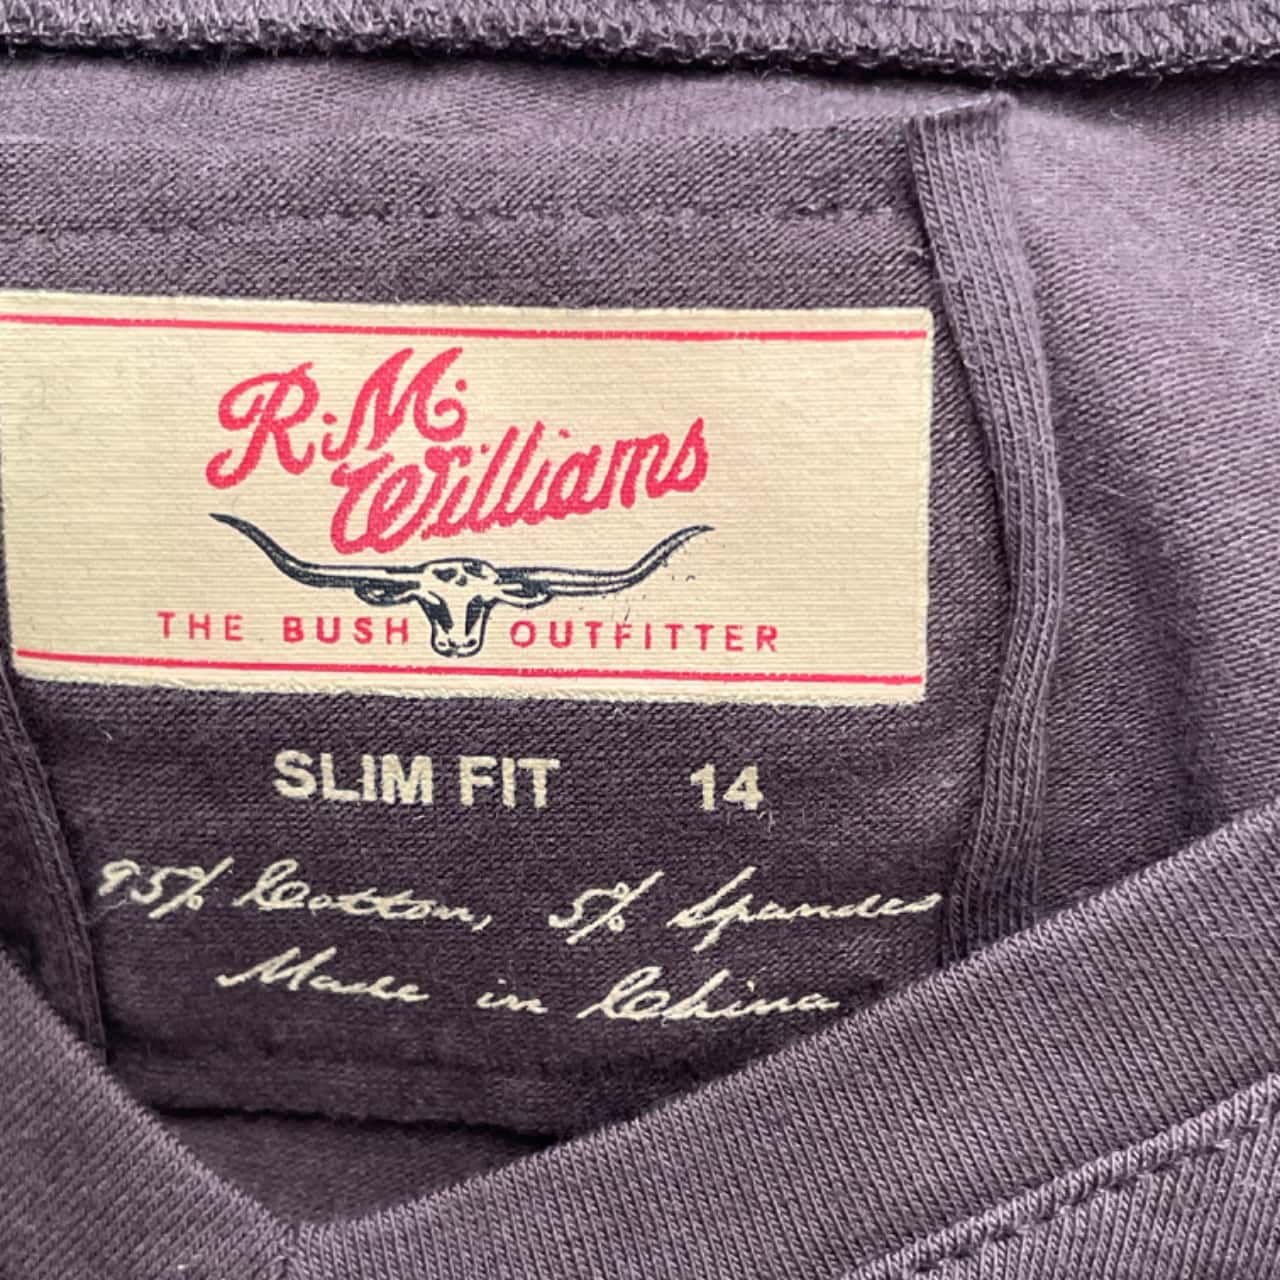 R.M.
Williams
THE BUSH OUTFITTER
SLIM FIT 14
95% Cotton, 5% Spandex
Made in China